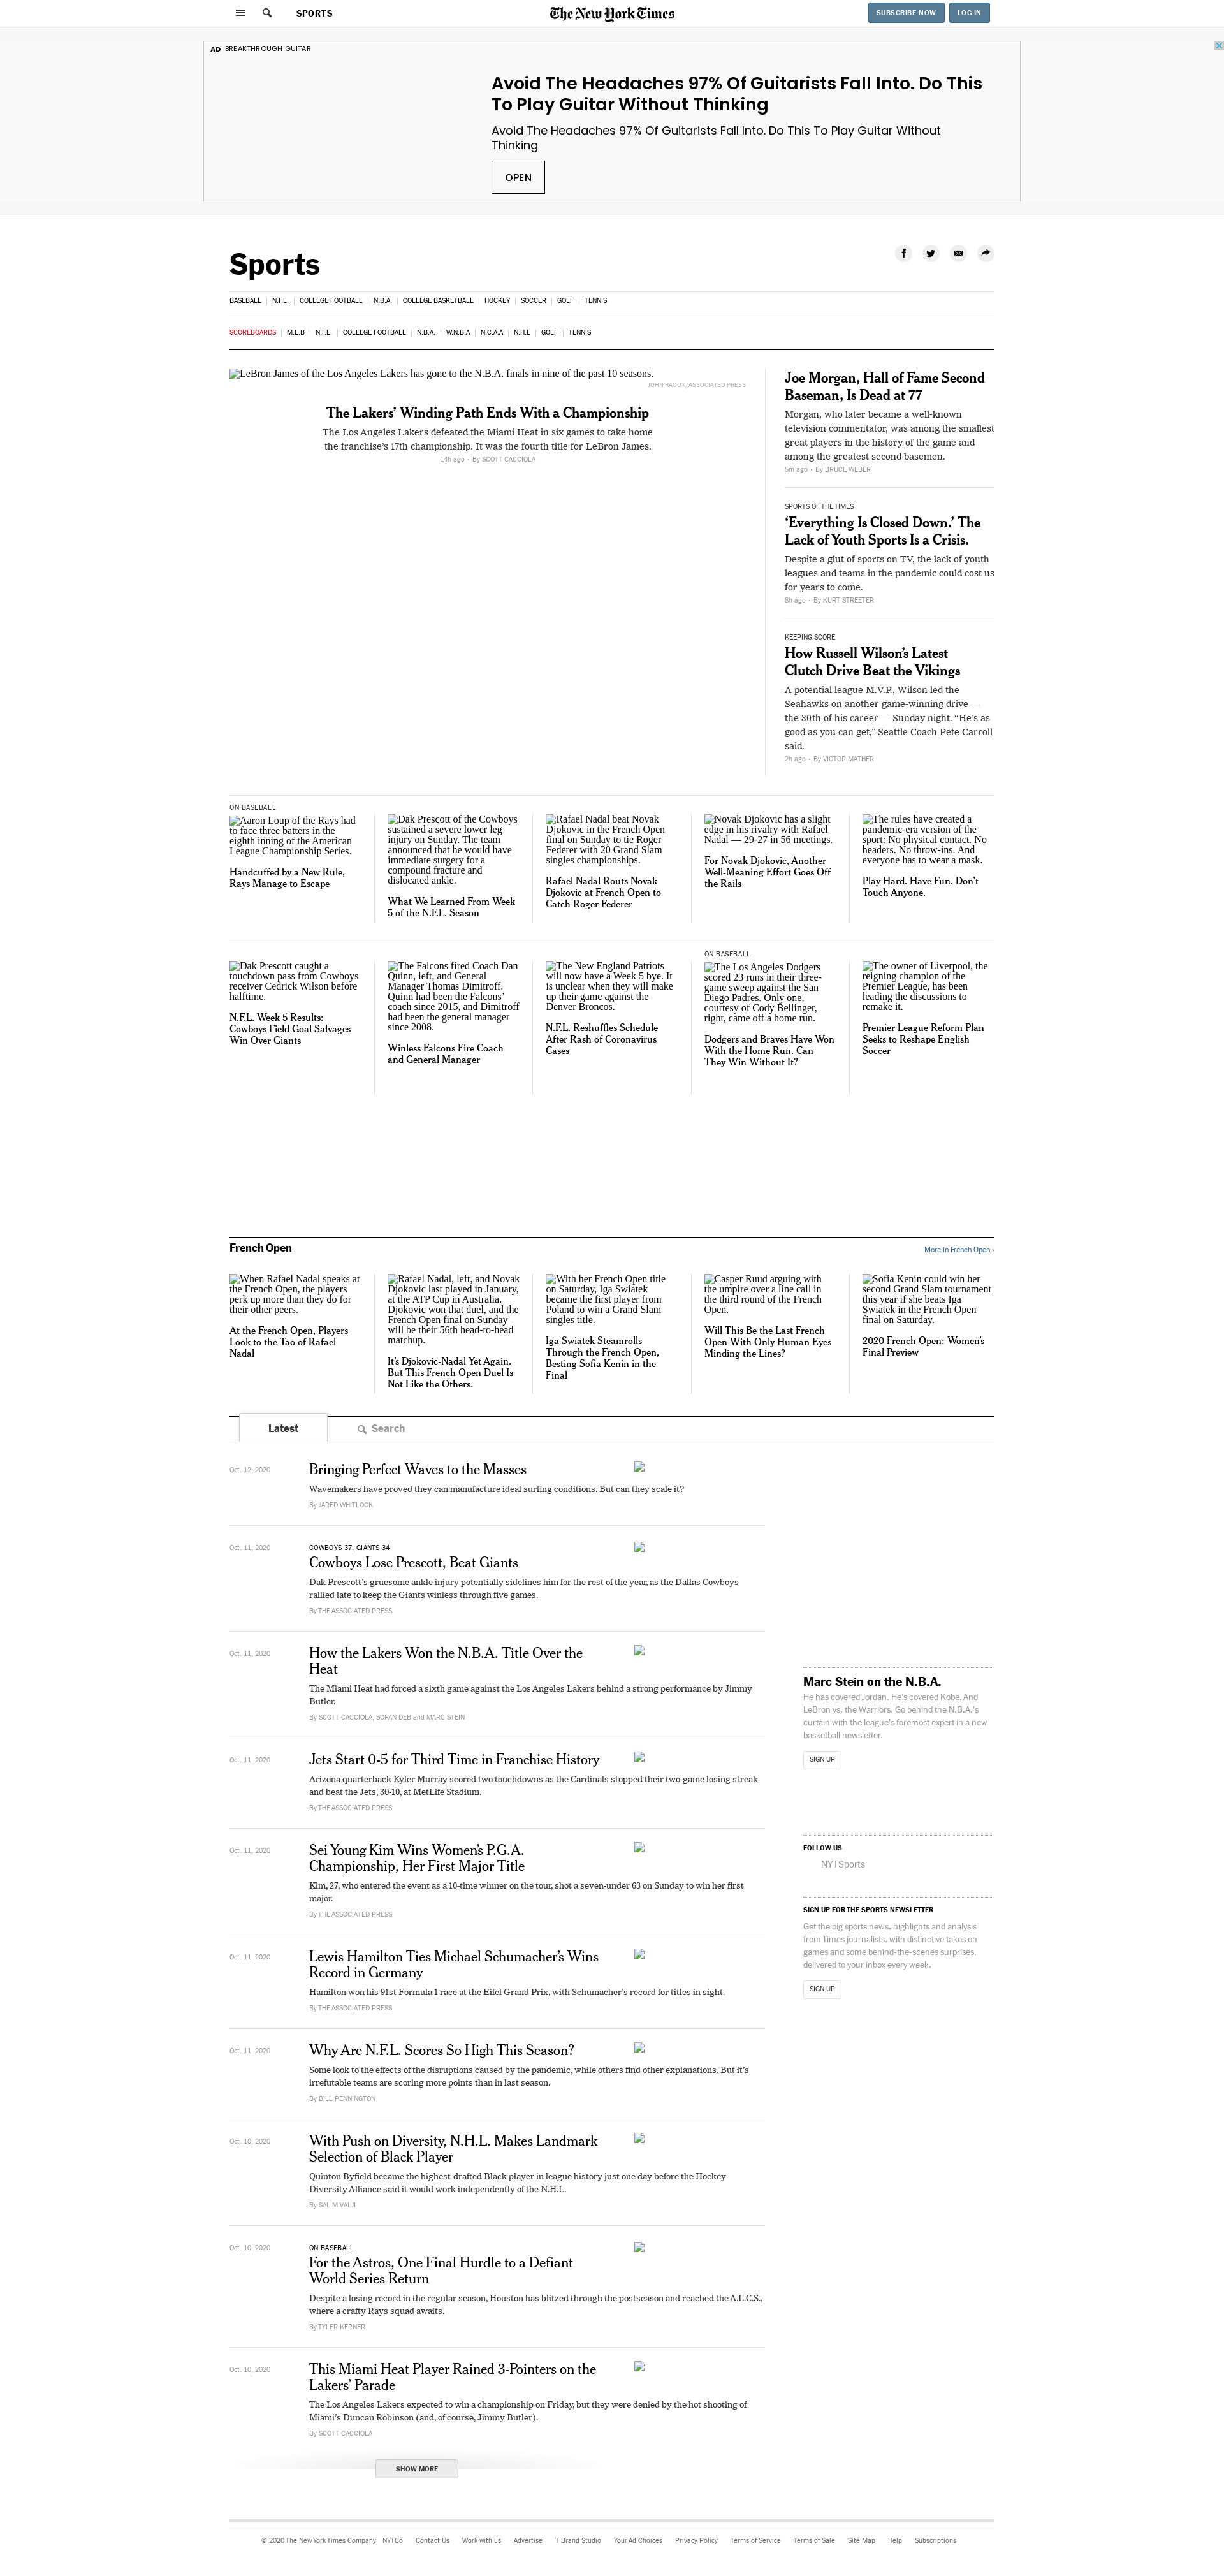 SPORTS
The New York Times
SUBSCRIBE NOW
LOG IN
AD BREAKTHROUGH GUITAR
Avoid The Headaches 97% Of Guitarists Fall Into. Do This
To Play Guitar Without Thinking
Avoid The Headaches 97% Of Guitarists Fall Into. Do This To Play Guitar Without
Thinking
OPEN
Sports
BASEBALL | N.F.L. | COLLEGE FOOTBALL | N.B.A. | COLLEGE BASKETBALL | HOCKEY | SOCCER | GOLF | TENNIS
SCOREBOARDS | M.L.B | N.F.L. | COLLEGE FOOTBALL | N.B.A. | W.N.B.A | N.C.A.A | N.H.L | GOLF | TENNIS
LeBron James of the Los Angeles Lakers has gone to the N.B.A. finals in nine of the past 10 seasons.
JOHN RAOUX/ASSOCIATED PRESS
The Lakers’ Winding Path Ends With a Championship
The Los Angeles Lakers defeated the Miami Heat in six games to take home
the franchise’s 17th championship. It was the fourth title for LeBron James.
14h ago • By SCOTT CACCIOLA
Joe Morgan, Hall of Fame Second
Baseman, Is Dead at 77
Morgan, who later became a well-known
television commentator, was among the smallest
great players in the history of the game and
among the greatest second basemen.
5m ago • By BRUCE WEBER
SPORTS OF THE TIMES
‘Everything Is Closed Down.’ The
Lack of Youth Sports Is a Crisis.
Despite a glut of sports on TV, the lack of youth
leagues and teams in the pandemic could cost us
for years to come.
8h ago • By KURT STREETER
KEEPING SCORE
How Russell Wilson’s Latest
Clutch Drive Beat the Vikings
A potential league M.V.P., Wilson led the
Seahawks on another game-winning drive —
the 30th of his career — Sunday night. “He’s as
good as you can get,” Seattle Coach Pete Carroll
said.
2h ago • By VICTOR MATHER
ON BASEBALL
Aaron Loup of the Rays had
to face three batters in the
eighth inning of the American
League Championship Series.
Handcuffed by a New Rule,
Rays Manage to Escape
Dak Prescott of the Cowboys
sustained a severe lower leg
injury on Sunday. The team
announced that he would have
immediate surgery for a
compound fracture and
dislocated ankle.
What We Learned From Week
5 of the N.F.L. Season
Rafael Nadal beat Novak
Djokovic in the French Open
final on Sunday to tie Roger
Federer with 20 Grand Slam
singles championships.
Rafael Nadal Routs Novak
Djokovic at French Open to
Catch Roger Federer
Novak Djokovic has a slight
edge in his rivalry with Rafael
Nadal — 29-27 in 56 meetings.
For Novak Djokovic, Another
Well-Meaning Effort Goes Off
the Rails
The rules have created a
pandemic-era version of the
sport: No physical contact. No
headers. No throw-ins. And
everyone has to wear a mask.
Play Hard. Have Fun. Don’t
Touch Anyone.
Dak Prescott caught a
touchdown pass from Cowboys
receiver Cedrick Wilson before
halftime.
N.F.L. Week 5 Results:
Cowboys Field Goal Salvages
Win Over Giants
The Falcons fired Coach Dan
Quinn, left, and General
Manager Thomas Dimitroff.
Quinn had been the Falcons’
coach since 2015, and Dimitroff
had been the general manager
since 2008.
Winless Falcons Fire Coach
and General Manager
The New England Patriots
will now have a Week 5 bye. It
is unclear when they will make
up their game against the
Denver Broncos.
N.F.L. Reshuffles Schedule
After Rash of Coronavirus
Cases
ON BASEBALL
The Los Angeles Dodgers
scored 23 runs in their three-
game sweep against the San
Diego Padres. Only one,
courtesy of Cody Bellinger,
right, came off a home run.
Dodgers and Braves Have Won
With the Home Run. Can
They Win Without It?
The owner of Liverpool, the
reigning champion of the
Premier League, has been
leading the discussions to
remake it.
Premier League Reform Plan
Seeks to Reshape English
Soccer
French Open
More in French Open ›
When Rafael Nadal speaks at
the French Open, the players
perk up more than they do for
their other peers.
At the French Open, Players
Look to the Tao of Rafael
Nadal
Rafael Nadal, left, and Novak
Djokovic last played in January,
at the ATP Cup in Australia.
Djokovic won that duel, and the
French Open final on Sunday
will be their 56th head-to-head
matchup.
It’s Djokovic-Nadal Yet Again.
But This French Open Duel Is
Not Like the Others.
With her French Open title
on Saturday, Iga Swiatek
became the first player from
Poland to win a Grand Slam
singles title.
Iga Swiatek Steamrolls
Through the French Open,
Besting Sofia Kenin in the
Final
Casper Ruud arguing with
the umpire over a line call in
the third round of the French
Open.
Will This Be the Last French
Open With Only Human Eyes
Minding the Lines?
Sofia Kenin could win her
second Grand Slam tournament
this year if she beats Iga
Swiatek in the French Open
final on Saturday.
2020 French Open: Women’s
Final Preview
Latest
Search
Oct. 12, 2020
Bringing Perfect Waves to the Masses
Wavemakers have proved they can manufacture ideal surfing conditions. But can they scale it?
By JARED WHITLOCK
Oct. 11, 2020
COWBOYS 37, GIANTS 34
Cowboys Lose Prescott, Beat Giants
Dak Prescott’s gruesome ankle injury potentially sidelines him for the rest of the year, as the Dallas Cowboys
rallied late to keep the Giants winless through five games.
By THE ASSOCIATED PRESS
Oct. 11, 2020
How the Lakers Won the N.B.A. Title Over the
Heat
The Miami Heat had forced a sixth game against the Los Angeles Lakers behind a strong performance by Jimmy
Butler.
By SCOTT CACCIOLA, SOPAN DEB and MARC STEIN
Oct. 11, 2020
Jets Start 0-5 for Third Time in Franchise History
Arizona quarterback Kyler Murray scored two touchdowns as the Cardinals stopped their two-game losing streak
and beat the Jets, 30-10, at MetLife Stadium.
By THE ASSOCIATED PRESS
Oct. 11, 2020
Sei Young Kim Wins Women’s P.G.A.
Championship, Her First Major Title
Kim, 27, who entered the event as a 10-time winner on the tour, shot a seven-under 63 on Sunday to win her first
major.
By THE ASSOCIATED PRESS
Oct. 11, 2020
Lewis Hamilton Ties Michael Schumacher’s Wins
Record in Germany
Hamilton won his 91st Formula 1 race at the Eifel Grand Prix, with Schumacher’s record for titles in sight.
By THE ASSOCIATED PRESS
Oct. 11, 2020
Why Are N.F.L. Scores So High This Season?
Some look to the effects of the disruptions caused by the pandemic, while others find other explanations. But it’s
irrefutable teams are scoring more points than in last season.
By BILL PENNINGTON
Oct. 10, 2020
With Push on Diversity, N.H.L. Makes Landmark
Selection of Black Player
Quinton Byfield became the highest-drafted Black player in league history just one day before the Hockey
Diversity Alliance said it would work independently of the N.H.L.
By SALIM VALJI
Oct. 10, 2020
ON BASEBALL
For the Astros, One Final Hurdle to a Defiant
World Series Return
Despite a losing record in the regular season, Houston has blitzed through the postseason and reached the A.L.C.S.,
where a crafty Rays squad awaits.
By TYLER KEPNER
Oct. 10, 2020
This Miami Heat Player Rained 3-Pointers on the
Lakers’ Parade
The Los Angeles Lakers expected to win a championship on Friday, but they were denied by the hot shooting of
Miami’s Duncan Robinson (and, of course, Jimmy Butler).
By SCOTT CACCIOLA
SHOW MORE
Marc Stein on the N.B.A.
He has covered Jordan. He’s covered Kobe. And
LeBron vs. the Warriors. Go behind the N.B.A.’s
curtain with the league’s foremost expert in a new
basketball newsletter.
SIGN UP
FOLLOW US
NYTSports
SIGN UP FOR THE SPORTS NEWSLETTER
Get the big sports news, highlights and analysis
from Times journalists, with distinctive takes on
games and some behind-the-scenes surprises,
delivered to your inbox every week.
SIGN UP
© 2020 The New York Times Company NYTCo Contact Us Work with us Advertise T Brand Studio Your Ad Choices Privacy Policy Terms of Service Terms of Sale Site Map Help Subscriptions